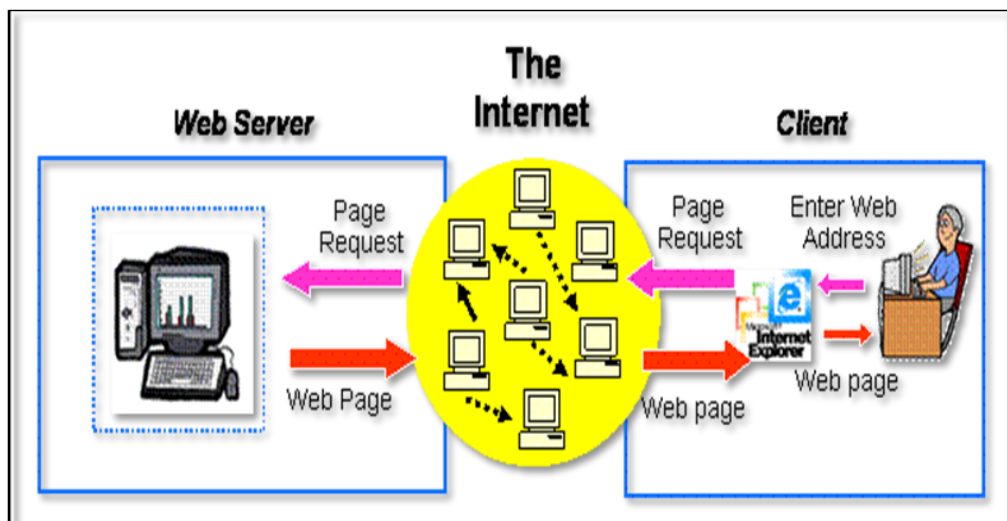 The
Internet
Web Server
Client
Page
Request
Page
Request
Enter Web
Address
Microsoft
Internet
Explorer
Web Page
Web page
Web page